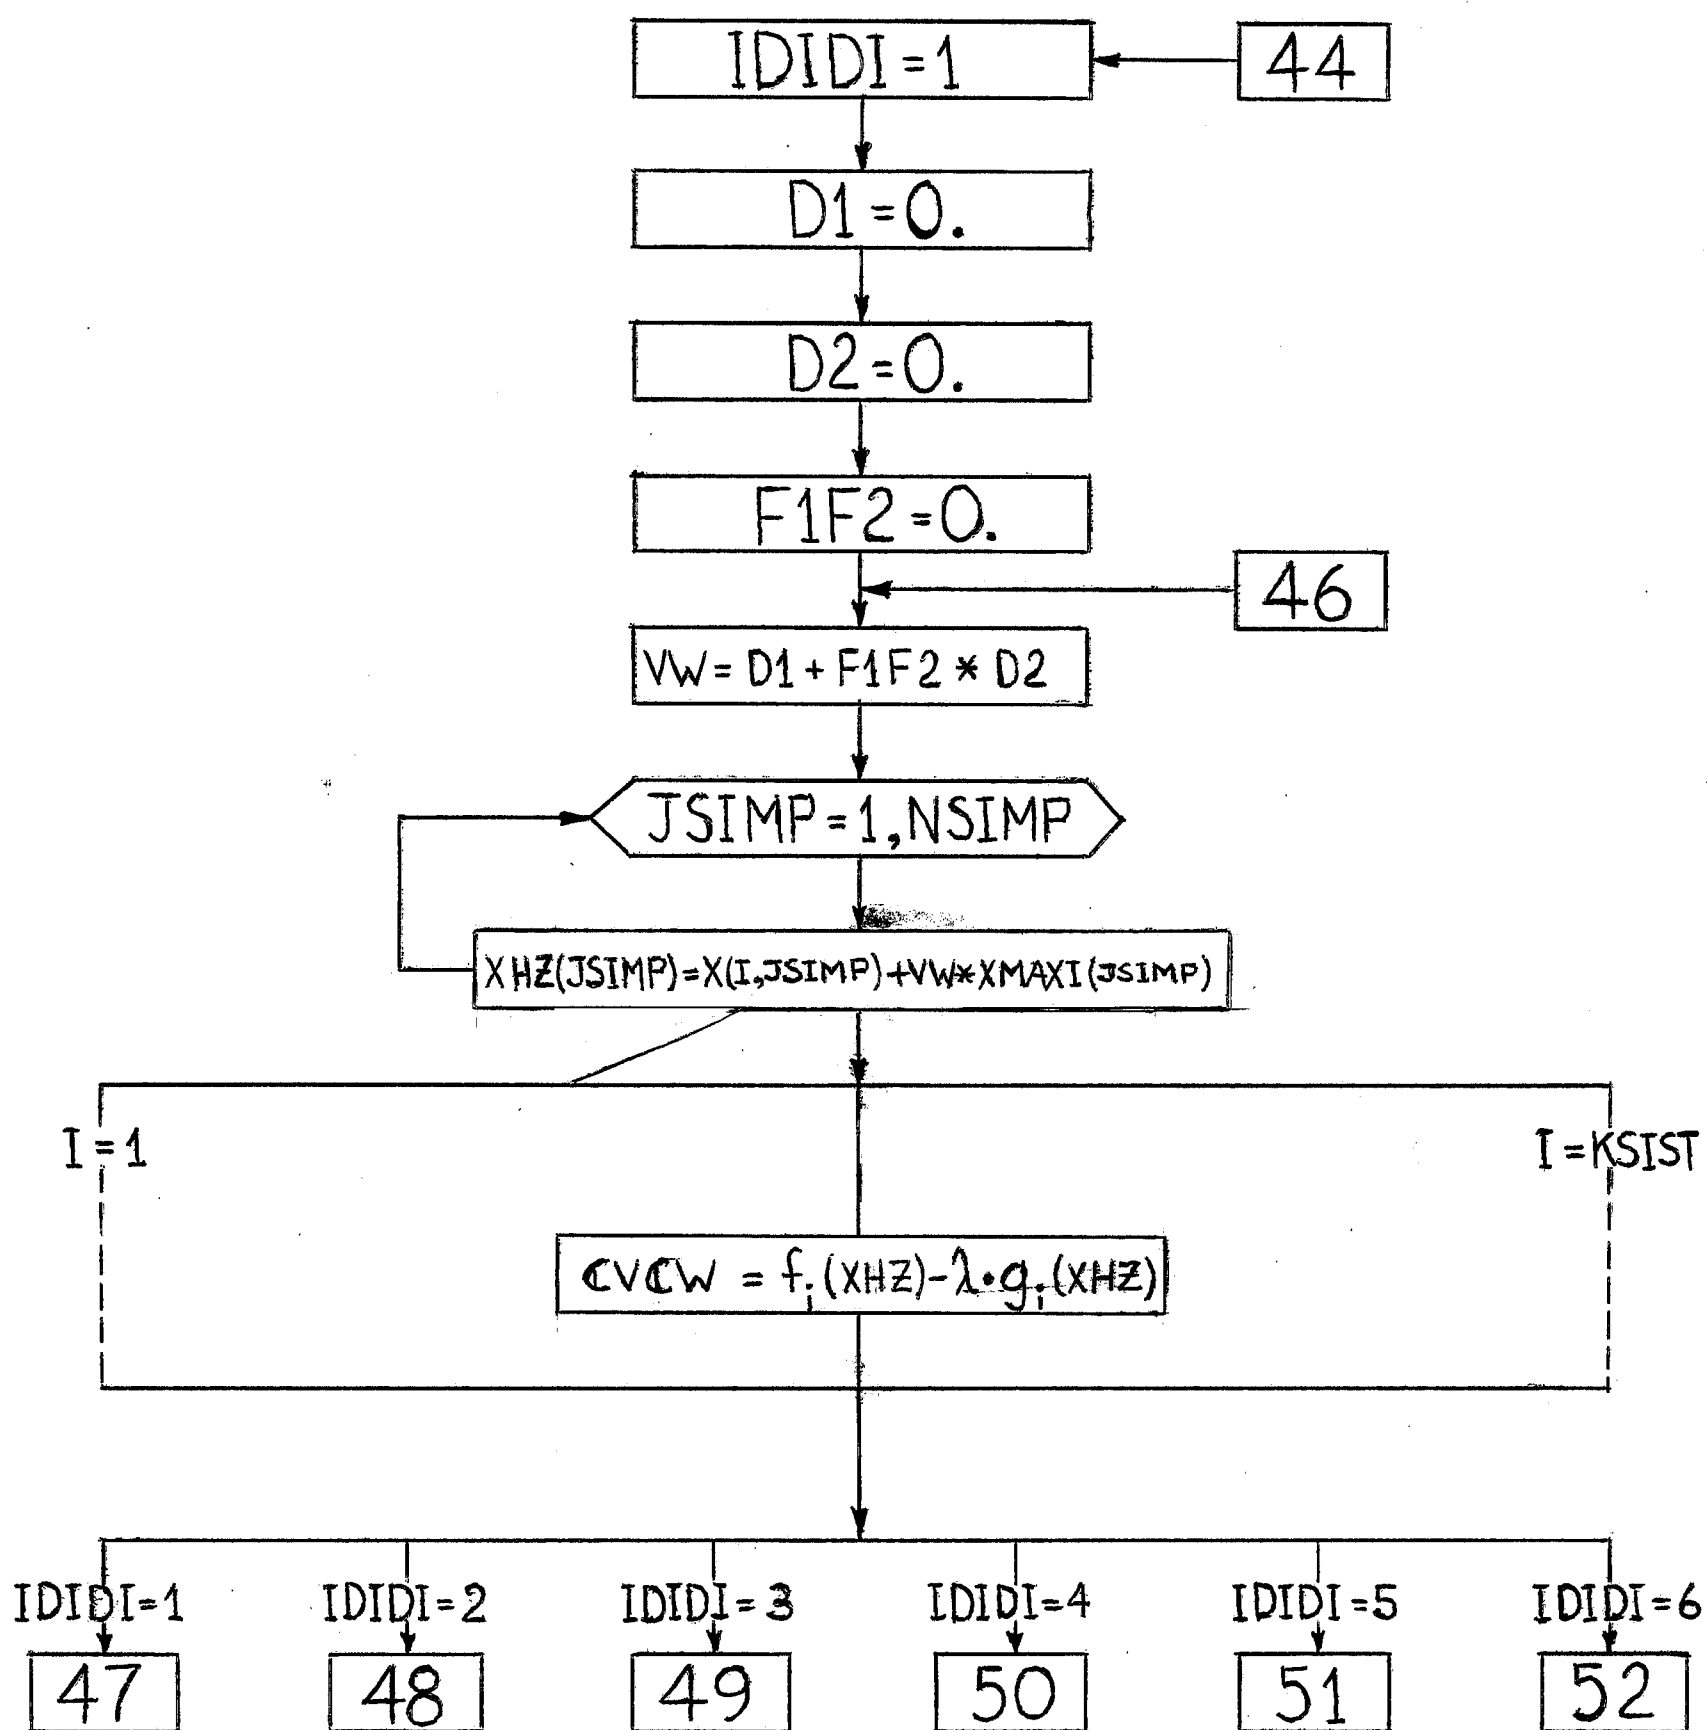 IDIDI=1
44
D1=0.
D2=0.
F1F2=0.
46
VW=D1+F1F2*D2
JSIMP=1,NSIMP
XHZ(JSIMP)=X(I,JSIMP)+VW*XMAXI(JSIMP)
I=1
I=KSIST
CVCW = fi(XHZ)-λ·gi(XHZ)
IDIDI=1
IDIDI=2
IDIDI=3
IDIDI=4
IDIDI=5
IDIDI=6
47
48
49
50
51
52